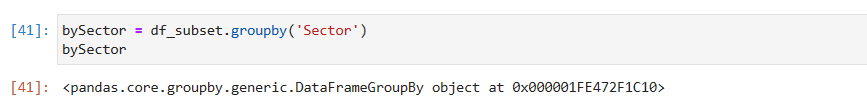 [41]: bySector = df_subset.groupby('Sector')
bySector
[41]: <pandas.core.groupby.generic.DataFrameGroupBy object at 0x000001FE472F1C10>